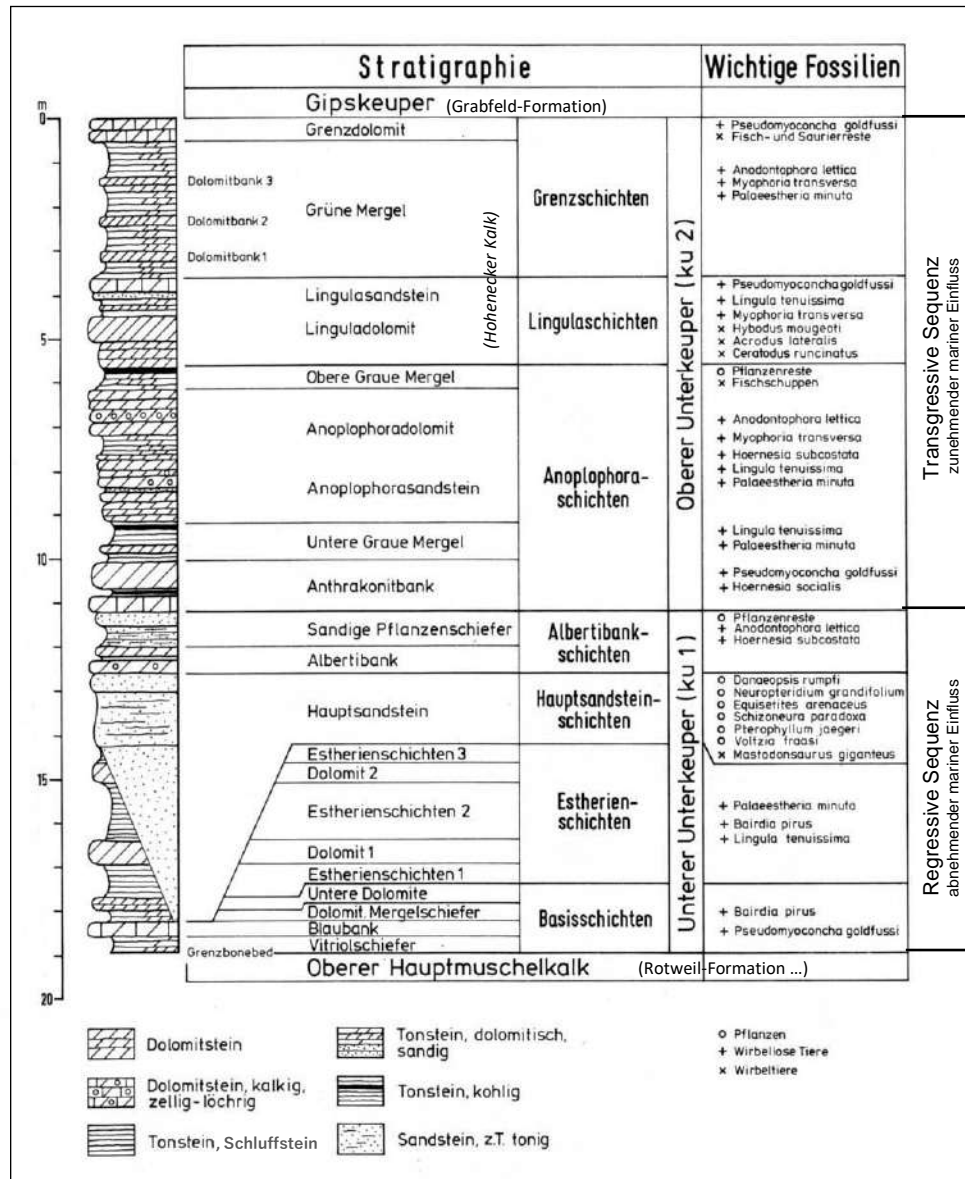 Stratigraphie
Wichtige Fossilien
Gipskeuper (Grabfeld-Formation)
m
0
5
10
15
20
Grenzdolomit
Dolomitbank 3
Grüne Mergel
Dolomitbank 2
Dolomitbank 1
Lingulasandstein
Linguladolomit
(Hohenecker Kalk)
Obere Graue Mergel
Anoplophoradolomit
Anoplophorasandstein
Untere Graue Mergel
Anthrakonitbank
Sandige Pflanzenschiefer
Albertibank
Hauptsandstein
Estherienschichten 3
Dolomit 2
Estherienschichten 2
Dolomit 1
Estherienschichten 1
Untere Dolomite
Dolomit. Mergelschiefer
Blaubank
Vitriolschiefer
Grenzbonebed
Grenzschichten
Lingulaschichten
Anoplophora-
schichten
Albertibank-
schichten
Hauptsandstein-
schichten
Estherien-
schichten
Basisschichten
Oberer Unterkeuper (ku 2)
Unterer Unterkeuper (ku 1)
+ Pseudomyoconcha goldfussi
x Fisch- und Saurierreste
+ Anodontophora lettica
+ Myophoria transversa
+ Palaeestheria minuta
+ Pseudomyoconcha goldfussi
+ Lingula tenuissima
+ Myophoria transversa
x Hybodus mougeoti
x Acrodus lateralis
x Ceratodus runcinatus
o Pflanzenreste
x Fischschuppen
+ Anodontophora lettica
+ Myophoria transversa
+ Hoernesia subcostata
+ Lingula tenuissima
+ Palaeestheria minuta
+ Lingula tenuissima
+ Palaeestheria minuta
+ Pseudomyoconcha goldfussi
+ Hoernesia socialis
o Pflanzenreste
+ Anodontophora lettica
+ Hoernesia subcostata
o Danaeopsis rumpfi
o Neuropteridium grandifolium
o Equisetites arenaceus
o Schizoneura paradoxa
o Pterophyllum jaegeri
o Voltzia fraasi
x Mastodonsaurus giganteus
+ Palaeestheria minuta
+ Bairdia pirus
+ Lingula tenuissima
+ Bairdia pirus
+ Pseudomyoconcha goldfussi
Transgressive Sequenz
zunehmender mariner Einfluss
Regressive Sequenz
abnehmender mariner Einfluss
Oberer Hauptmuschelkalk (Rotweil-Formation ...)
Dolomitstein
Dolomitstein, kalkig,
zellig-löchrig
Tonstein, Schluffstein
Tonstein, dolomitisch,
sandig
Tonstein, kohlig
Sandstein, z.T. tonig
o Pflanzen
+ Wirbellose Tiere
x Wirbeltiere